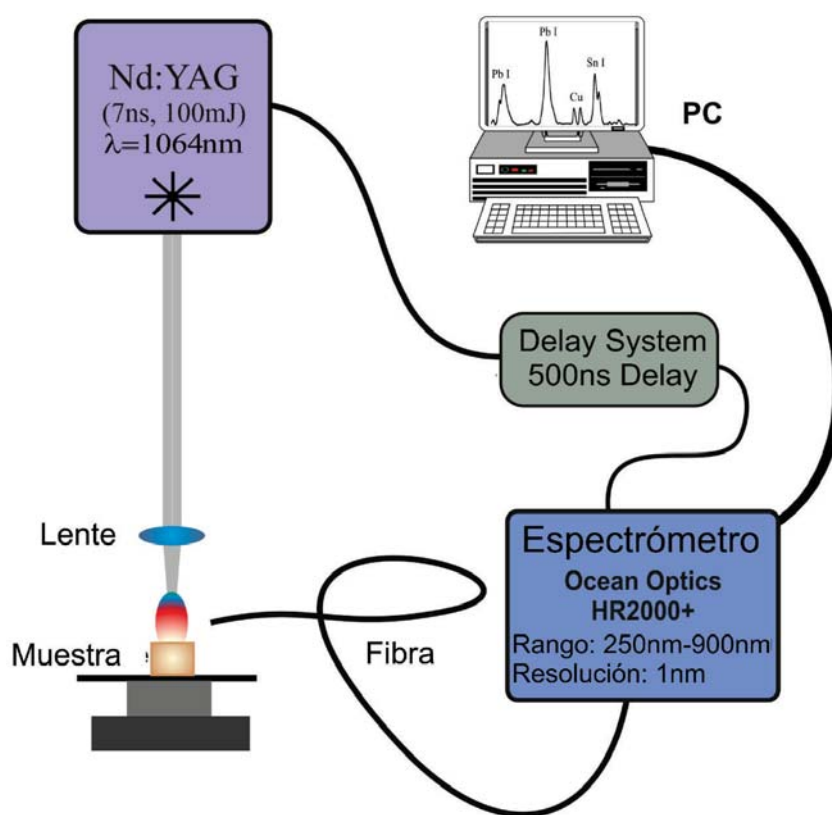 Nd:YAG
(7ns, 100mJ)
λ=1064nm
Pb I
Pb I
Cu
Sn I
PC
Delay System
500ns Delay
Lente
Espectrómetro
Ocean Optics
HR2000+
Rango: 250nm-900nm
Resolución: 1nm
Muestra
Fibra